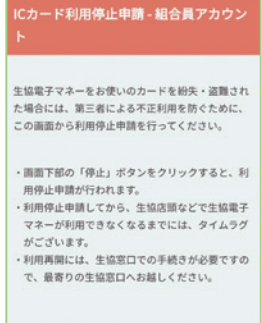 ICカード利用停止申請 - 組合員アカウン
ト
生協電子マネーをお使いのカードを紛失・盗難され
た場合には、第三者による不正利用を防ぐために、
この画面から利用停止申請を行ってください。
・画面下部の「停止」ボタンをクリックすると、利
用停止申請が行われます。
・利用停止申請してから、生協店頭などで生協電子
マネーが利用できなくなるまでには、タイムラグ
がございます。
・利用再開には、生協窓口での手続きが必要ですの
で、最寄りの生協窓口へお越しください。